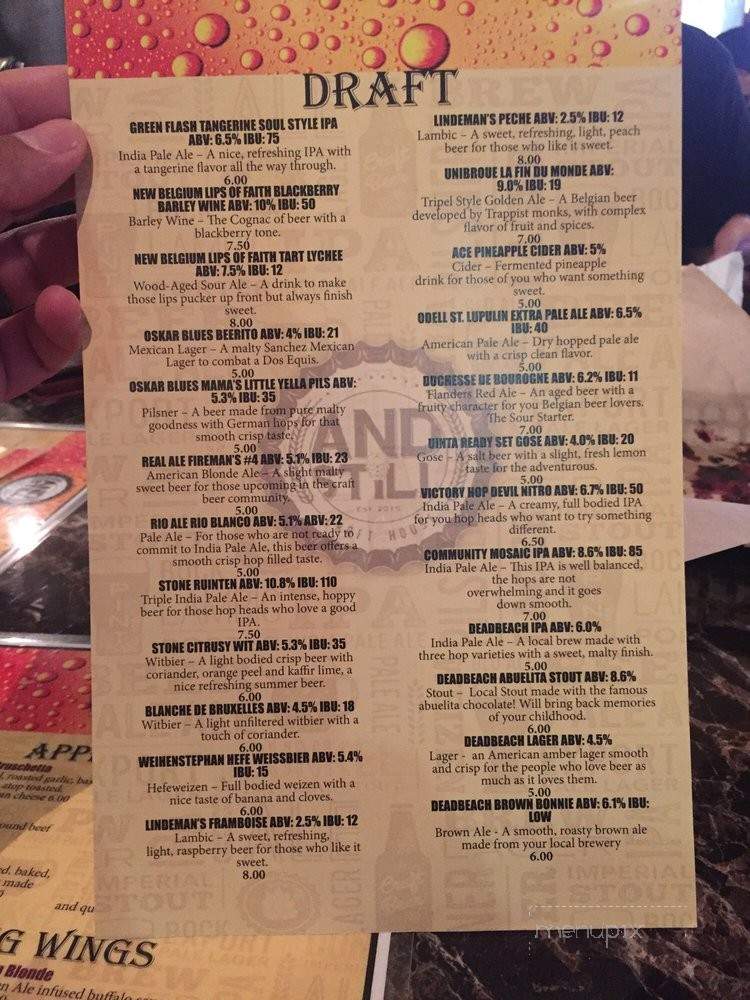 DRAFT
GREEN FLASH TANGERINE SOUL STYLE IPA
ABV: 6.5% IBU: 75
India Pale Ale – A nice, refreshing IPA with
a tangerine flavor all the way through.
6.00
NEW BELGIUM LIPS OF FAITH BLACKBERRY
BARLEY WINE ABV: 10% IBU: 50
Barley Wine – The Cognac of beer with a
blackberry tone.
7.50
NEW BELGIUM LIPS OF FAITH TART LYCHEE
ABV: 7.5% IBU: 12
Wood-Aged Sour Ale – A drink to make
those lips pucker up front but always finish
sweet.
8.00
OSKAR BLUES BEERITO ABV: 4% IBU: 21
Mexican Lager – A malty Sanchez Mexican
Lager to combat a Dos Equis.
5.00
OSKAR BLUES MAMA'S LITTLE YELLA PILS ABV:
5.3% IBU: 35
Pilsner – A beer made from pure malty
goodness with German hops for that
smooth crisp taste.
5.00
REAL ALE FIREMAN'S #4 ABV: 5.1% IBU: 23
American Blonde Ale – A slight malty
sweet beer for those upcoming in the craft
beer community.
5.00
RIO ALE RIO BLANCO ABV: 5.1% ABV: 22
Pale Ale – For those who are not ready to
commit to India Pale Ale, this beer offers a
smooth crisp hop filled taste.
5.00
STONE RUINTEN ABV: 10.8% IBU: 110
Triple India Pale Ale – An intense, hoppy
beer for those hop heads who love a good
IPA.
7.50
STONE CITRUSY WIT ABV: 5.3% IBU: 35
Witbier – A light bodied crisp beer with
coriander, orange peel and kaffir lime, a
nice refreshing summer beer.
6.00
BLANCHE DE BRUXELLES ABV: 4.5% IBU: 18
Witbier – A light unfiltered witbier with a
touch of coriander.
6.00
WEIHENSTEPHAN HEFE WEISSBIER ABV: 5.4%
IBU: 15
Hefeweizen – Full bodied weizen with a
nice taste of banana and cloves.
6.00
LINDEMAN'S FRAMBOISE ABV: 2.5% IBU: 12
Lambic – A sweet, refreshing,
light, raspberry beer for those who like it
sweet.
8.00
LINDEMAN'S PECHE ABV: 2.5% IBU: 12
Lambic – A sweet, refreshing, light, peach
beer for those who like it sweet.
8.00
UNIBROUE LA FIN DU MONDE ABV:
9.0% IBU: 19
Tripel Style Golden Ale – A Belgian beer
developed by Trappist monks, with complex
flavor of fruit and spices.
7.00
ACE PINEAPPLE CIDER ABV: 5%
Cider – Fermented pineapple
drink for those of you who want something
sweet.
5.00
ODELL ST. LUPULIN EXTRA PALE ALE ABV: 6.5%
IBU: 40
American Pale Ale – Dry hopped pale ale
with a crisp clean flavor.
5.00
DUCHESSE DE BOURGOGNE ABV: 6.2% IBU: 11
Flanders Red Ale – An aged beer with a
fruity character for you Belgian beer lovers.
The Sour Starter.
7.00
UINTA READY SET GOSE ABV: 4.0% IBU: 20
Gose – A salt beer with a slight, fresh lemon
taste for the adventurous.
5.00
VICTORY HOP DEVIL NITRO ABV: 6.7% IBU: 50
India Pale Ale – A creamy, full bodied IPA
for you hop heads who want to try something
different.
6.50
COMMUNITY MOSAIC IPA ABV: 8.6% IBU: 85
India Pale Ale – This IPA is well balanced,
the hops are not
overwhelming and it goes
down smooth.
7.00
DEADBEACH IPA ABV: 6.0%
India Pale Ale – A local brew made with
three hop varieties with a sweet, malty finish.
5.00
DEADBEACH ABUELITA STOUT ABV: 8.6%
Stout – Local Stout made with the famous
abuelita chocolate! Will bring back memories
of your childhood.
6.00
DEADBEACH LAGER ABV: 4.5%
Lager - an American amber lager smooth
and crisp for the people who love beer as
much as it loves them.
5.00
DEADBEACH BROWN BONNIE ABV: 6.1% IBU:
LOW
Brown Ale - A smooth, roasty brown ale
made from your local brewery
6.00
AND
EST 2015
IMPERIAL
STOUT
ROCK
APP
ruschetta
roasted garlic,
atop toasted
cheese 6.00
ound beef
ed, baked,
made
and qu
G WINGS
Blonde
Ale infused buffalo
menupix